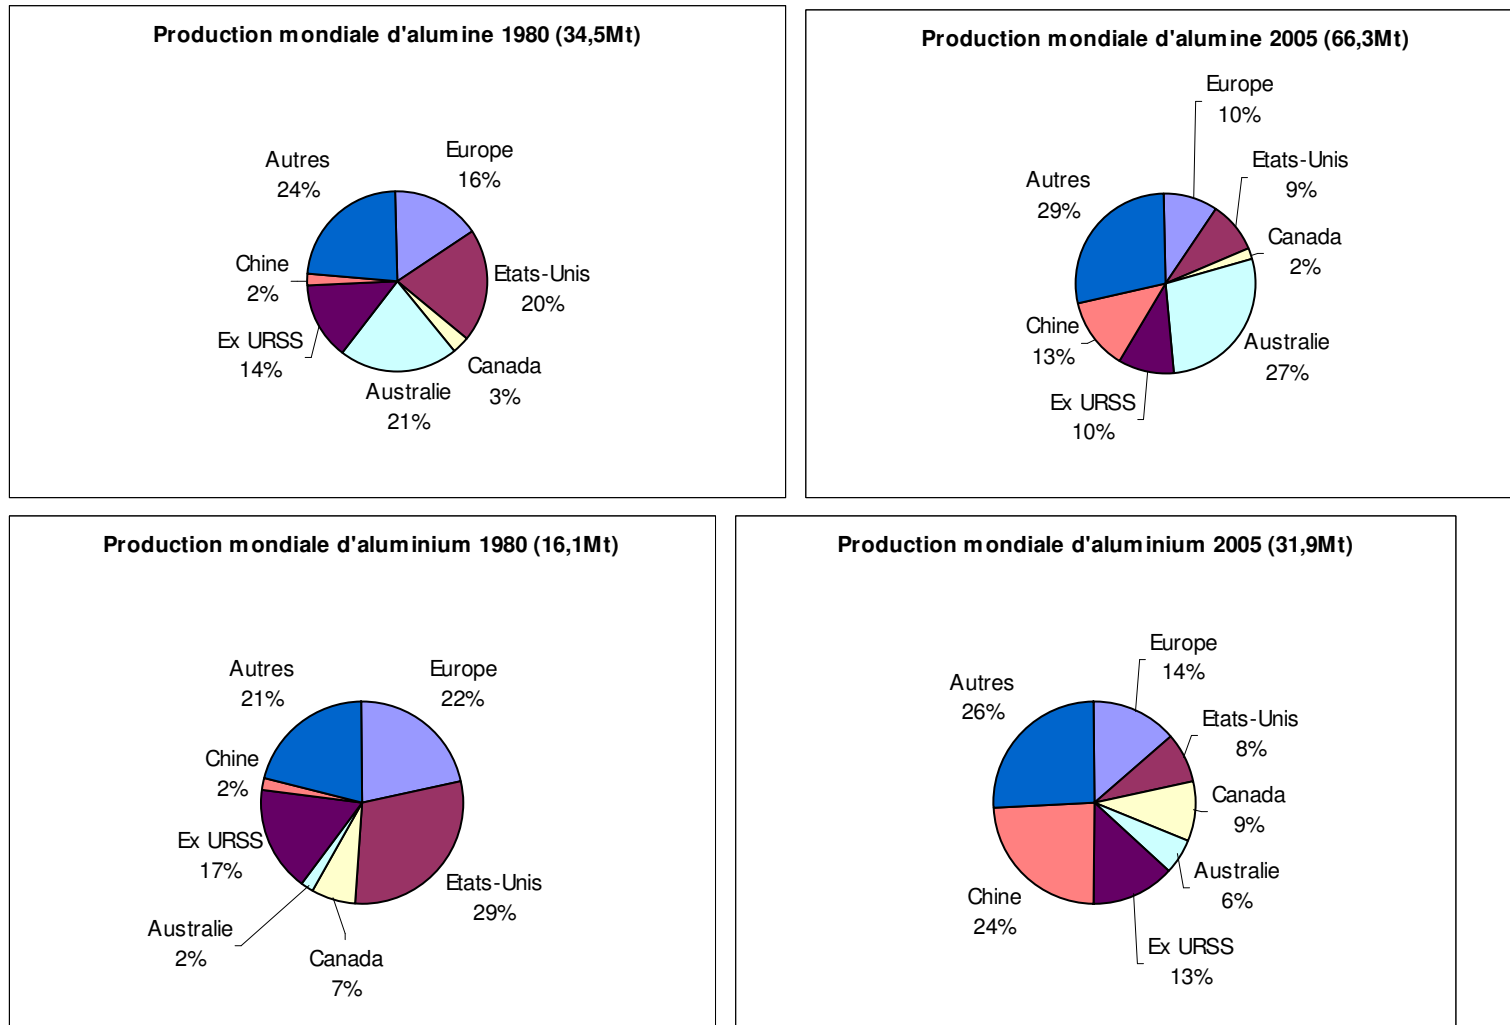 Production mondiale d'alumine 1980 (34,5Mt)
Autres
24%
Europe
16%
Etats-Unis
20%
Canada
3%
Australie
21%
Ex URSS
14%
Chine
2%
Production mondiale d'alumine 2005 (66,3Mt)
Europe
10%
Etats-Unis
9%
Canada
2%
Australie
27%
Ex URSS
10%
Chine
13%
Autres
29%
Production mondiale d'aluminium 1980 (16,1Mt)
Autres
21%
Europe
22%
Etats-Unis
29%
Canada
7%
Australie
2%
Ex URSS
17%
Chine
2%
Production mondiale d'aluminium 2005 (31,9Mt)
Europe
14%
Etats-Unis
8%
Canada
9%
Australie
6%
Ex URSS
13%
Chine
24%
Autres
26%